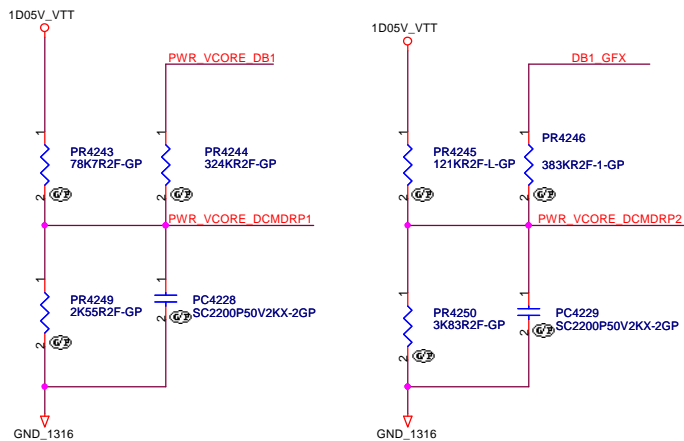 1D05V_VTT
PWR_VCORE_DB1
1
1
PR4243
78K7R2F-GP
PR4244
324KR2F-GP
2
G/P
2
G/P
PWR_VCORE_DCMDRP1
1
1
PR4249
2K55R2F-GP
PC4228
SC2200P50V2KX-2GP
2
G/P
2
G/P
GND_1316
1D05V_VTT
DB1_GFX
1
1
PR4245
121KR2F-L-GP
PR4246
383KR2F-1-GP
2
G/P
2
G/P
PWR_VCORE_DCMDRP2
1
1
PR4250
3K83R2F-GP
PC4229
SC2200P50V2KX-2GP
2
G/P
2
G/P
GND_1316